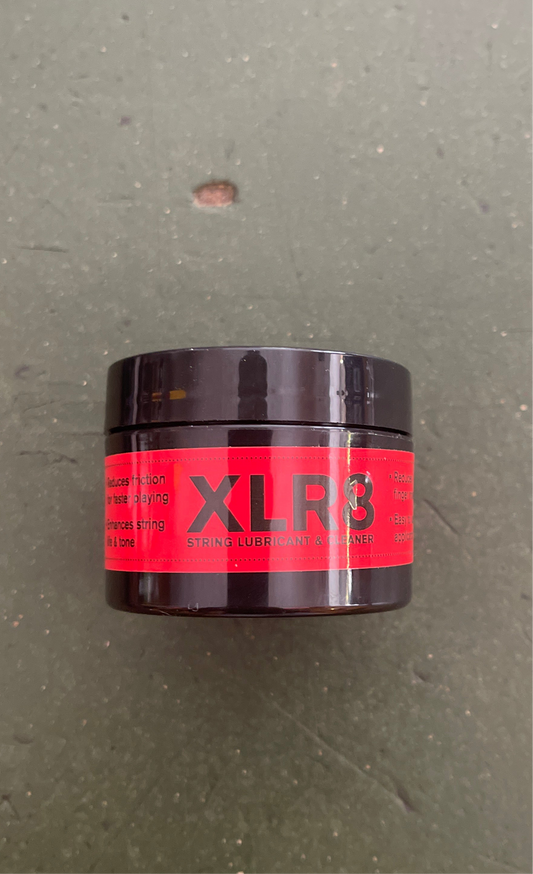 Reduces friction
for faster playing
Enhances string
life & tone
XLR8
STRING LUBRICANT & CLEANER